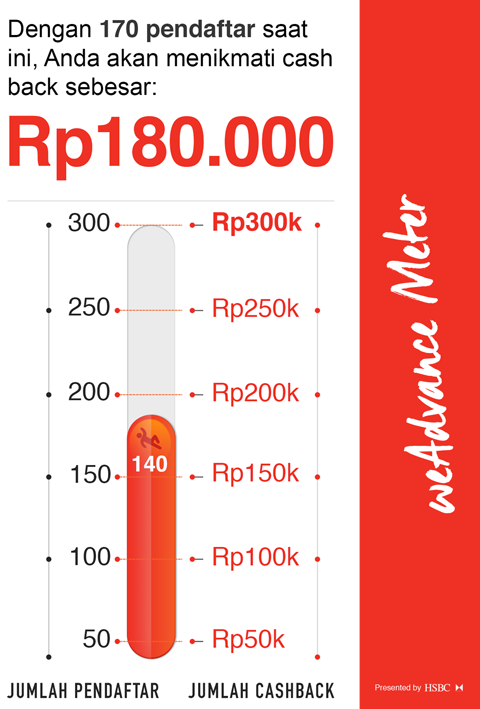 Dengan 170 pendaftar saat
ini, Anda akan menikmati cash
back sebesar:
Rp180.000
300 Rp300k
250 Rp250k
200 Rp200k
140
150 Rp150k
100 Rp100k
50 Rp50k
JUMLAH PENDAFTAR JUMLAH CASHBACK
weAdvance Meter
Presented by HSBC